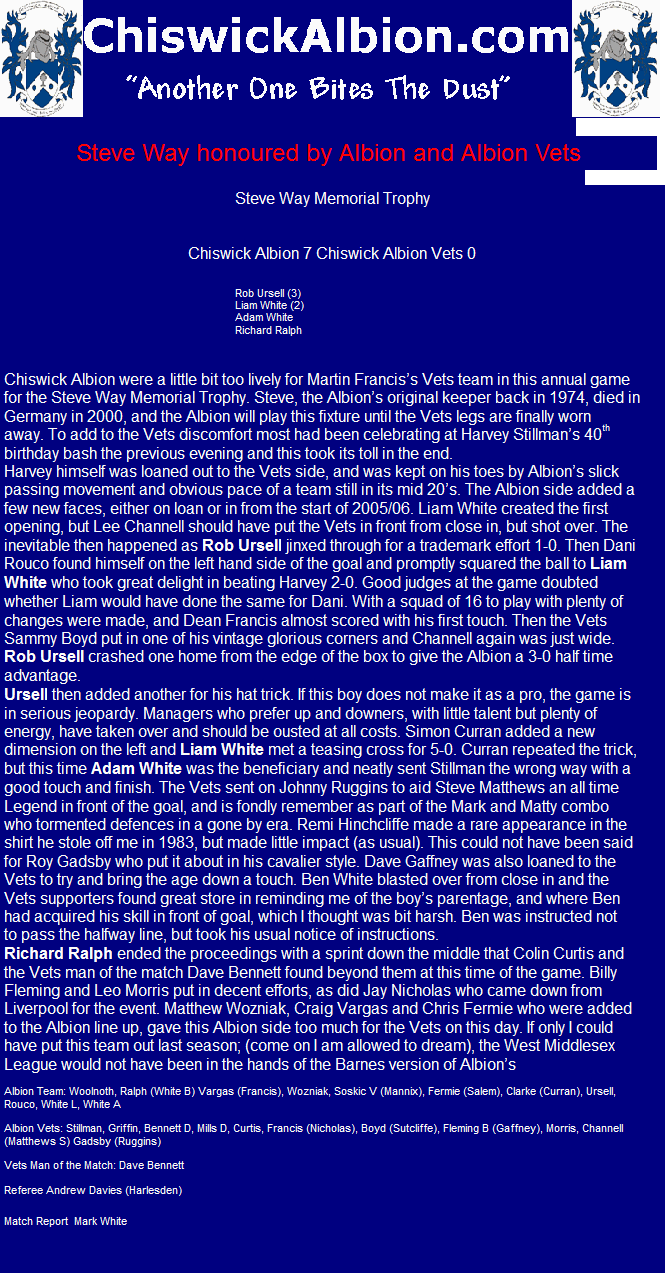 ChiswickAlbion.com
"Another One Bites The Dust"
Steve Way honoured by Albion and Albion Vets
Steve Way Memorial Trophy
Chiswick Albion 7 Chiswick Albion Vets 0
Rob Ursell (3)
Liam White (2)
Adam White
Richard Ralph
Chiswick Albion were a little bit too lively for Martin Francis's Vets team in this annual game
for the Steve Way Memorial Trophy. Steve, the Albion's original keeper back in 1974, died in
Germany in 2000, and the Albion will play this fixture until the Vets legs are finally worn
away. To add to the Vets discomfort most had been celebrating at Harvey Stillman's 40th
birthday bash the previous evening and this took its toll in the end.
Harvey himself was loaned out to the Vets side, and was kept on his toes by Albion's slick
passing movement and obvious pace of a team still in its mid 20's. The Albion side added a
few new faces, either on loan or in from the start of 2005/06. Liam White created the first
opening, but Lee Channell should have put the Vets in front from close in, but shot over. The
inevitable then happened as Rob Ursell jinxed through for a trademark effort 1-0. Then Dani
Rouco found himself on the left hand side of the goal and promptly squared the ball to Liam
White who took great delight in beating Harvey 2-0. Good judges at the game doubted
whether Liam would have done the same for Dani. With a squad of 16 to play with plenty of
changes were made, and Dean Francis almost scored with his first touch. Then the Vets
Sammy Boyd put in one of his vintage glorious corners and Channell again was just wide.
Rob Ursell crashed one home from the edge of the box to give the Albion a 3-0 half time
advantage.
Ursell then added another for his hat trick. If this boy does not make it as a pro, the game is
in serious jeopardy. Managers who prefer up and downers, with little talent but plenty of
energy, have taken over and should be ousted at all costs. Simon Curran added a new
dimension on the left and Liam White met a teasing cross for 5-0. Curran repeated the trick,
but this time Adam White was the beneficiary and neatly sent Stillman the wrong way with a
good touch and finish. The Vets sent on Johnny Ruggins to aid Steve Matthews an all time
Legend in front of the goal, and is fondly remember as part of the Mark and Matty combo
who tormented defences in a gone by era. Remi Hinchcliffe made a rare appearance in the
shirt he stole off me in 1983, but made little impact (as usual). This could not have been said
for Roy Gadsby who put it about in his cavalier style. Dave Gaffney was also loaned to the
Vets to try and bring the age down a touch. Ben White blasted over from close in and the
Vets supporters found great store in reminding me of the boy's parentage, and where Ben
had acquired his skill in front of goal, which I thought was bit harsh. Ben was instructed not
to pass the halfway line, but took his usual notice of instructions.
Richard Ralph ended the proceedings with a sprint down the middle that Colin Curtis and
the Vets man of the match Dave Bennett found beyond them at this time of the game. Billy
Fleming and Leo Morris put in decent efforts, as did Jay Nicholas who came down from
Liverpool for the event. Matthew Wozniak, Craig Vargas and Chris Fermie who were added
to the Albion line up, gave this Albion side too much for the Vets on this day. If only I could
have put this team out last season; (come on I am allowed to dream), the West Middlesex
League would not have been in the hands of the Barnes version of Albion's
Albion Team: Woolnoth, Ralph (White B) Vargas (Francis), Wozniak, Soskic V (Mannix), Fermie (Salem), Clarke (Curran), Ursell,
Rouco, White L, White A
Albion Vets: Stillman, Griffin, Bennett D, Mills D, Curtis, Francis (Nicholas), Boyd (Sutcliffe), Fleming B (Gaffney), Morris, Channell
(Matthews S) Gadsby (Ruggins)
Vets Man of the Match: Dave Bennett
Referee Andrew Davies (Harlesden)
Match Report  Mark White